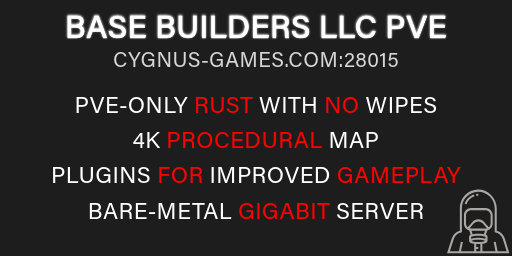 BASE BUILDERS LLC PVE
CYGNUS-GAMES.COM:28015
PVE-ONLY RUST WITH NO WIPES
4K PROCEDURAL MAP
PLUGINS FOR IMPROVED GAMEPLAY
BARE-METAL GIGABIT SERVER